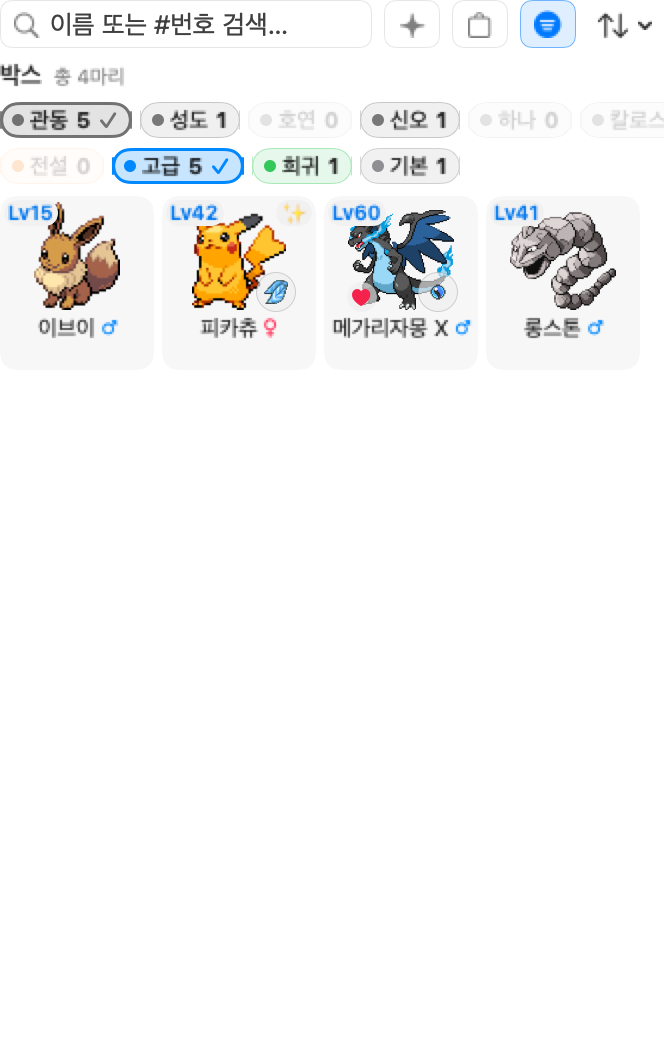 이름 또는 #번호 검색...
박스 총 4마리
관동 5 ✓ 성도 1 호연 0 신오 1 하나 0 칼로스
전설 0 고급 5 ✓ 희귀 1 기본 1
Lv15 Lv42 Lv60 Lv41
이브이 ♂ 피카츄 ♀ 메가리자몽 X ♂ 롱스톤 ♂